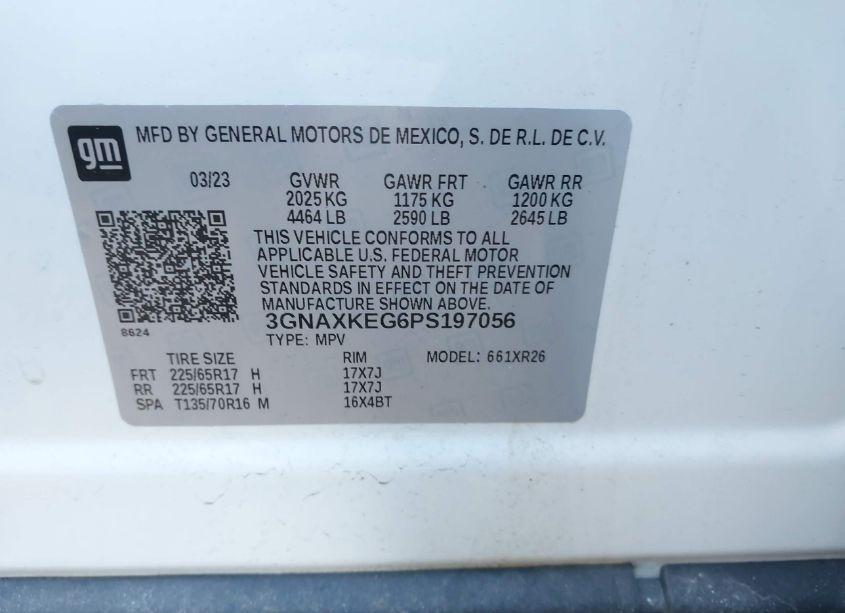 gm
MFD BY GENERAL MOTORS DE MEXICO, S. DE R.L. DE C.V.
03/23 GVWR GAWR FRT GAWR RR
2025 KG 1175 KG 1200 KG
4464 LB 2590 LB 2645 LB
THIS VEHICLE CONFORMS TO ALL
APPLICABLE U.S. FEDERAL MOTOR
VEHICLE SAFETY AND THEFT PREVENTION
STANDARDS IN EFFECT ON THE DATE OF
MANUFACTURE SHOWN ABOVE.
8624
3GNAXKEG6PS197056
TYPE: MPV
TIRE SIZE RIM MODEL: 661XR26
FRT 225/65R17 H 17X7J
RR 225/65R17 H 17X7J
SPA T135/70R16 M 16X4BT